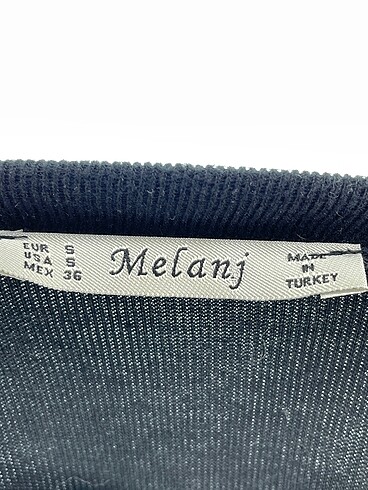 EUR S
USA S
MEX 36
Melanj
MADE
IN
TURKEY